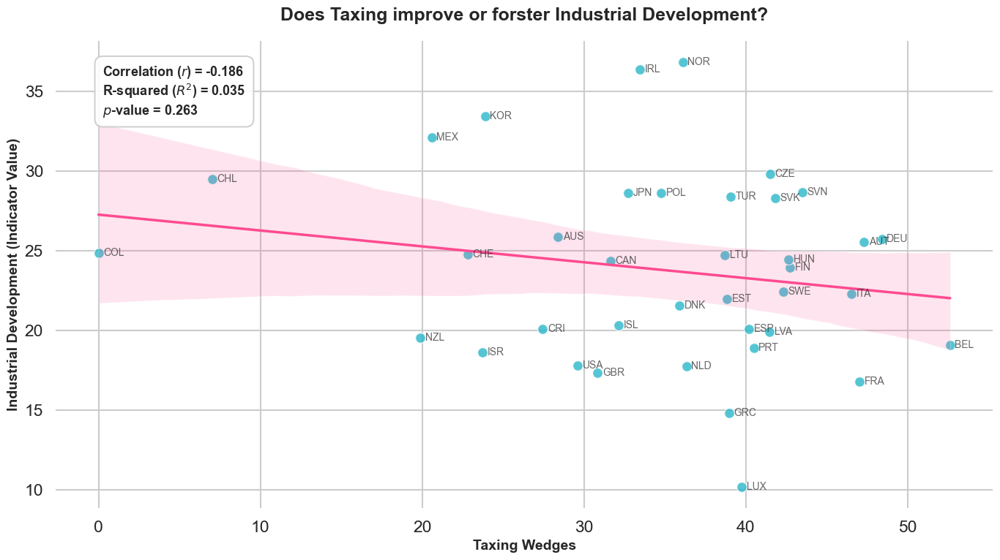 Does Taxing improve or forster Industrial Development?
Correlation (r) = -0.186
R-squared (R²) = 0.035
p-value = 0.263
Industrial Development (Indicator Value)
35
30
25
20
15
10
NOR
IRL
KOR
MEX
CHL
CZE
JPN
POL
TUR
SVK
SVN
AUS
AUT
DEU
COL
CHE
CAN
LTU
HUN
FIN
SWE
ITA
EST
DNK
NZL
CRI
ISL
ESP
LVA
ISR
PRT
BEL
USA
GBR
NLD
FRA
GRC
LUX
0
10
20
30
40
50
Taxing Wedges